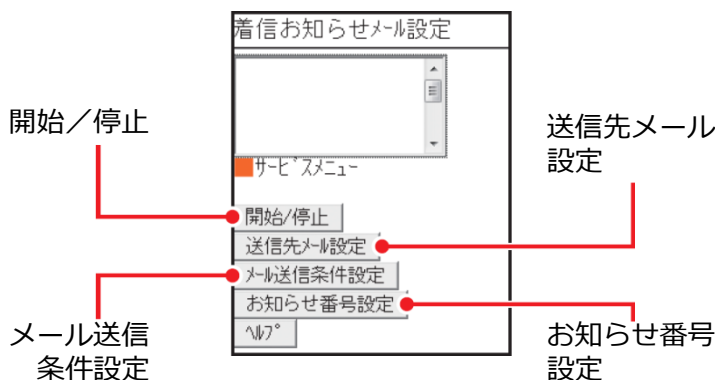 着信お知らせﾒｰﾙ設定
開始／停止
送信先メール
設定
ｻｰﾋﾞｽﾒﾆｭｰ
開始/停止
送信先ﾒｰﾙ設定
ﾒｰﾙ送信条件設定
お知らせ番号設定
ﾍﾙﾌﾟ
メール送信
条件設定
お知らせ番号
設定